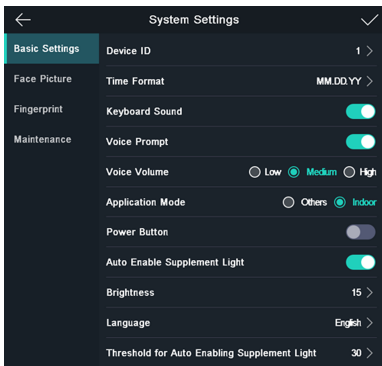 System Settings
Basic Settings
Face Picture
Fingerprint
Maintenance
Device ID 1
Time Format MM.DD.YY
Keyboard Sound
Voice Prompt
Voice Volume Low Medium High
Application Mode Others Indoor
Power Button
Auto Enable Supplement Light
Brightness 15
Language English
Threshold for Auto Enabling Supplement Light 30